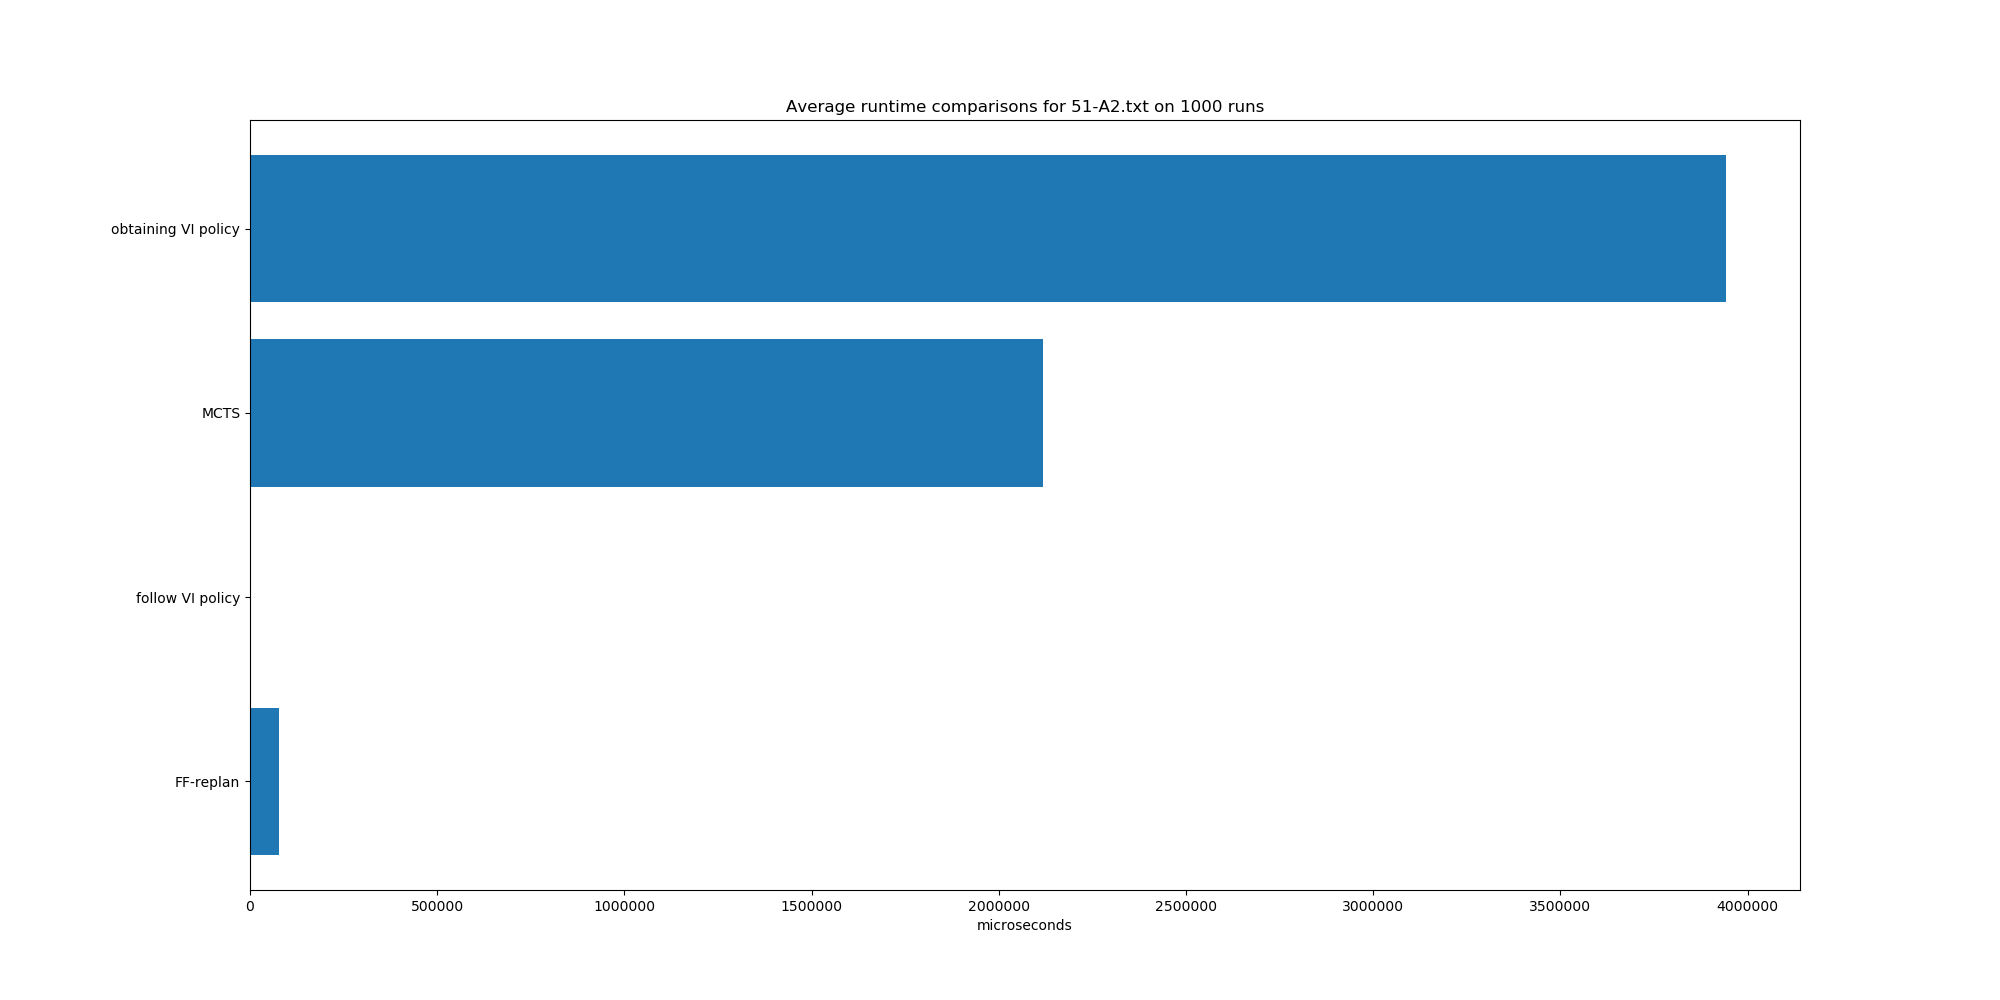 Average runtime comparisons for 51-A2.txt on 1000 runs
obtaining VI policy
MCTS
follow VI policy
FF-replan
0 500000 1000000 1500000 2000000 2500000 3000000 3500000 4000000
microseconds